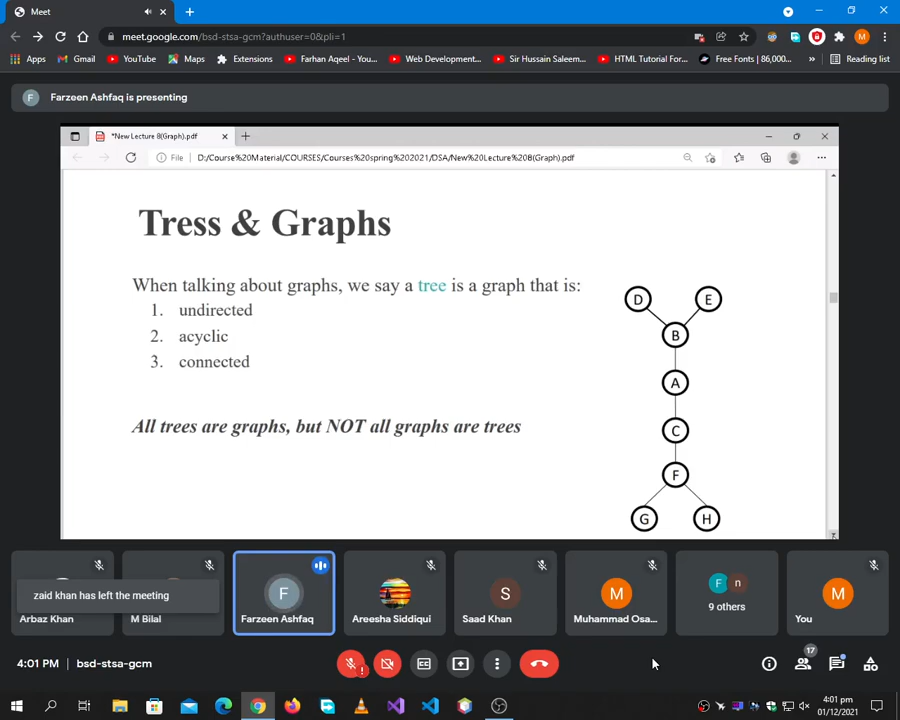 Meet
meet.google.com/bsd-stsa-gcm?authuser=0&pli=1
M
Apps
Gmail
YouTube
Maps
Extensions
Farhan Aqeel - You...
Web Development...
Sir Hussain Saleem...
HTML Tutorial For...
Free Fonts | 86,000...
»
Reading list
F
Farzeen Ashfaq is presenting
*New Lecture 8(Graph).pdf
File
D:/Course%20Material/COURSES/Courses%20spring%202021/DSA/New%20Lecture%208(Graph).pdf
Tress & Graphs
When talking about graphs, we say a tree is a graph that is:
1. undirected
2. acyclic
3. connected
All trees are graphs, but NOT all graphs are trees
D
E
B
A
C
F
G
H
zaid khan has left the meeting
Arbaz Khan
M Bilal
F
Farzeen Ashfaq
Areesha Siddiqui
S
Saad Khan
M
Muhammad Osa...
F
n
9 others
M
You
4:01 PM
bsd-stsa-gcm
17
4:01 pm
01/12/2021